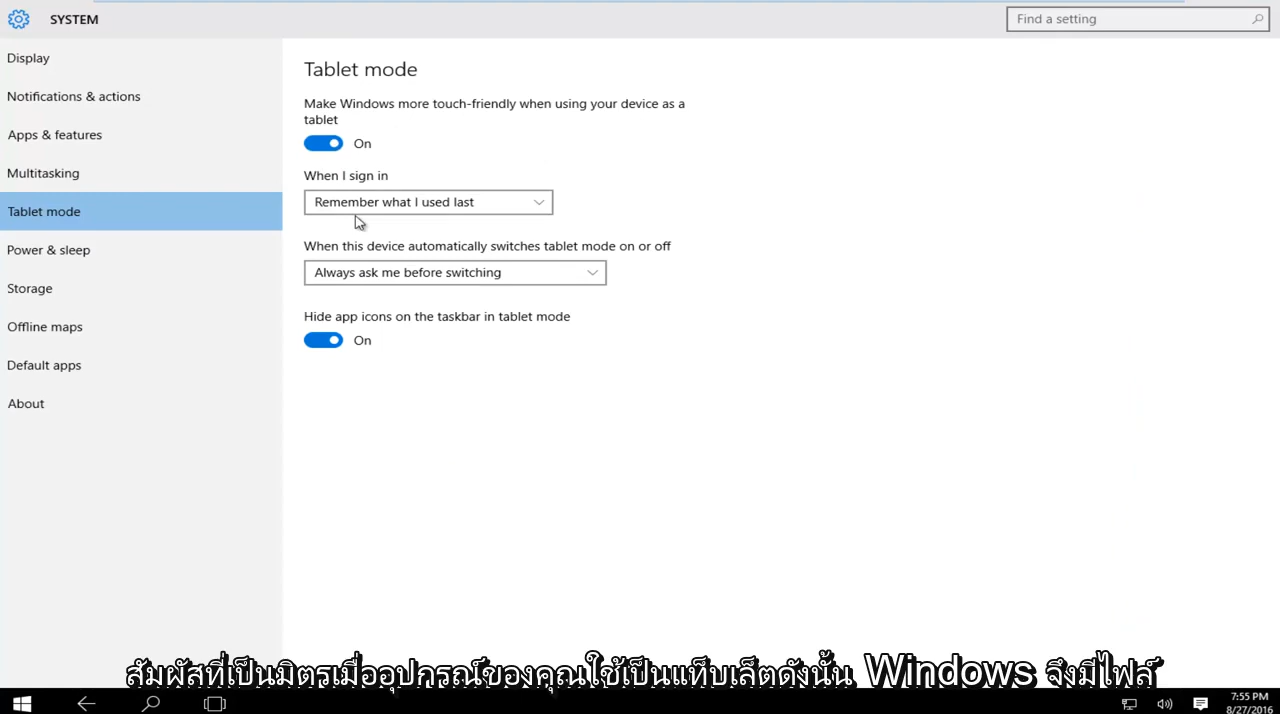 SYSTEM
Find a setting
Display
Notifications & actions
Apps & features
Multitasking
Tablet mode
Power & sleep
Storage
Offline maps
Default apps
About
Tablet mode
Make Windows more touch-friendly when using your device as a
tablet
On
When I sign in
Remember what I used last
When this device automatically switches tablet mode on or off
Always ask me before switching
Hide app icons on the taskbar in tablet mode
On
สัมผัสที่เป็นมิตรเมื่ออุปกรณ์ของคุณใช้เป็นแท็บเล็ตดังนั้น Windows จึงมีไฟล์
7:55 PM
8/27/2016